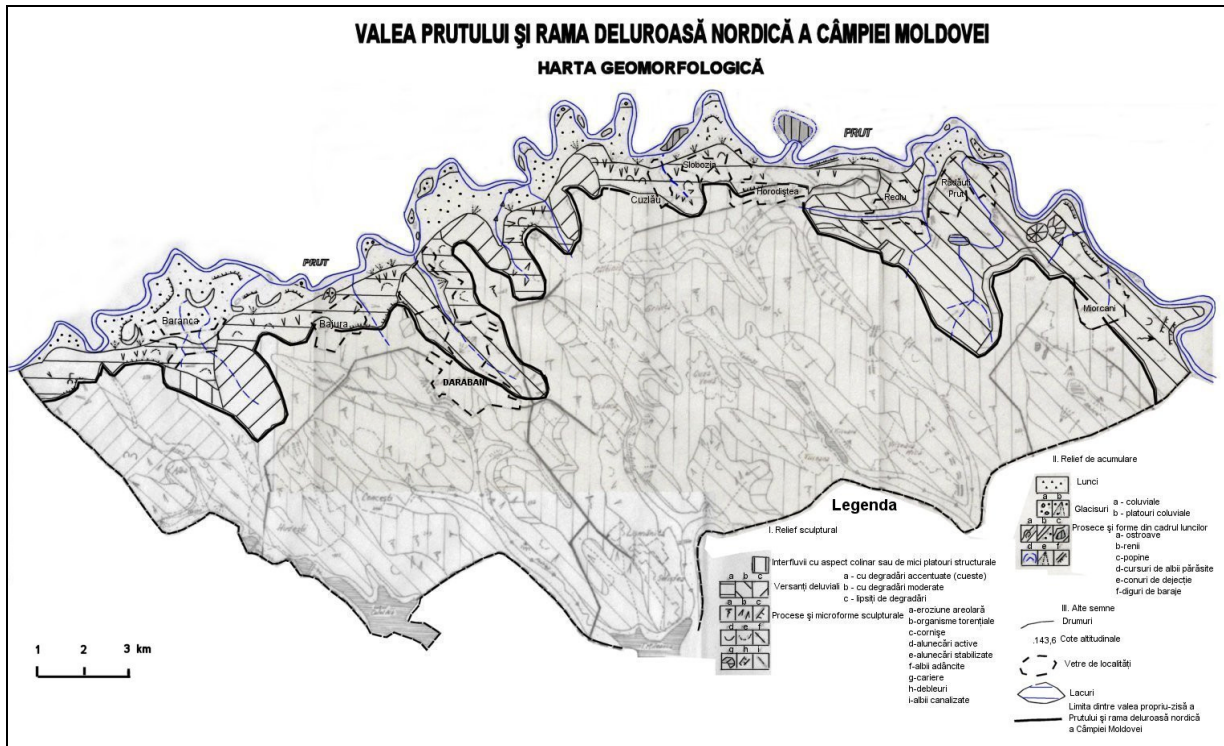 VALEA PRUTULUI ŞI RAMA DELUROASĂ NORDICĂ A CÂMPIEI MOLDOVEI
HARTA GEOMORFOLOGICĂ
PRUT
Slobozia
Horodiştea
Cuzlău
Rediu
Rădăuţi
Prut
PRUT
Miorcani
Baranca
Bajura
DARABANI
1 2 3 km
Legenda
I. Relief sculptural
Interfluvii cu aspect colinar sau de mici platouri structurale
a b c
Versanţi deluviali
a - cu degradări accentuate (cueste)
b - cu degradări moderate
c - lipsiţi de degradări
a b c
Procese şi microforme sculpturale
a-eroziune areolară
b-organisme torenţiale
c-cornişe
d e f
d-alunecări active
e-alunecări stabilizate
f-albii adâncite
g h i
g-cariere
h-debleuri
i-albii canalizate
II. Relief de acumulare
Lunci
a b
Glacisuri
a - coluviale
b - platouri coluviale
a b c
Prosece şi forme din cadrul luncilor
a- ostroave
b-renii
c-popine
d e f
d-cursuri de albii părăsite
e-conuri de dejecţie
f-diguri de baraje
III. Alte semne
Drumuri
.143,6 Cote altitudinale
Vetre de localităţi
Lacuri
Limita dintre valea propriu-zisă a
Prutului şi rama deluroasă nordică
a Câmpiei Moldovei